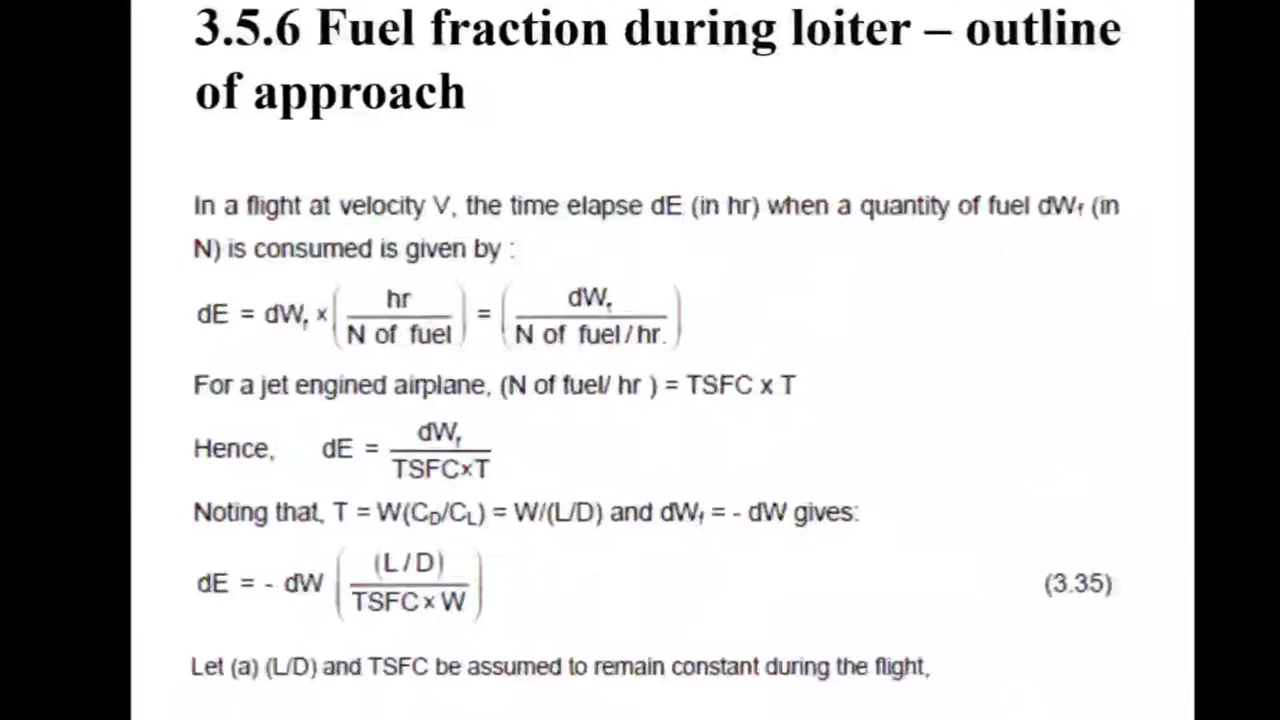 3.5.6 Fuel fraction during loiter – outline
of approach
In a flight at velocity V, the time elapse dE (in hr) when a quantity of fuel dWf (in
N) is consumed is given by :
dE = dWf × (hr / N of fuel) = (dWf / N of fuel/hr.)
For a jet engined airplane, (N of fuel/ hr ) = TSFC x T
Hence, dE = dWf / TSFC×T
Noting that, T = W(CD/CL) = W/(L/D) and dWf = - dW gives:
dE = - dW ((L/D) / TSFC×W) (3.35)
Let (a) (L/D) and TSFC be assumed to remain constant during the flight,